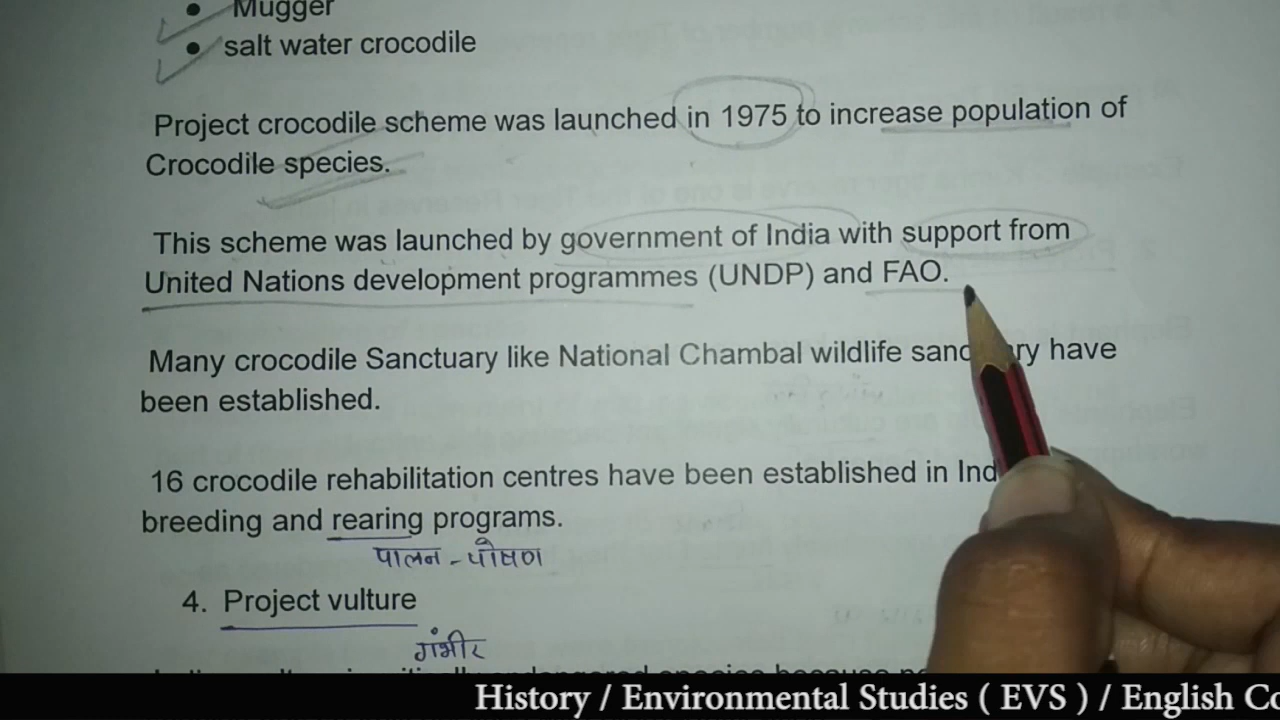 • Mugger
• salt water crocodile
Project crocodile scheme was launched in 1975 to increase population of
Crocodile species.
This scheme was launched by government of India with support from
United Nations development programmes (UNDP) and FAO.
Many crocodile Sanctuary like National Chambal wildlife sanc ry have
been established.
16 crocodile rehabilitation centres have been established in Ind
breeding and rearing programs.
पालन - पोषण
4. Project vulture
गंभीर
History / Environmental Studies ( EVS ) / English Co